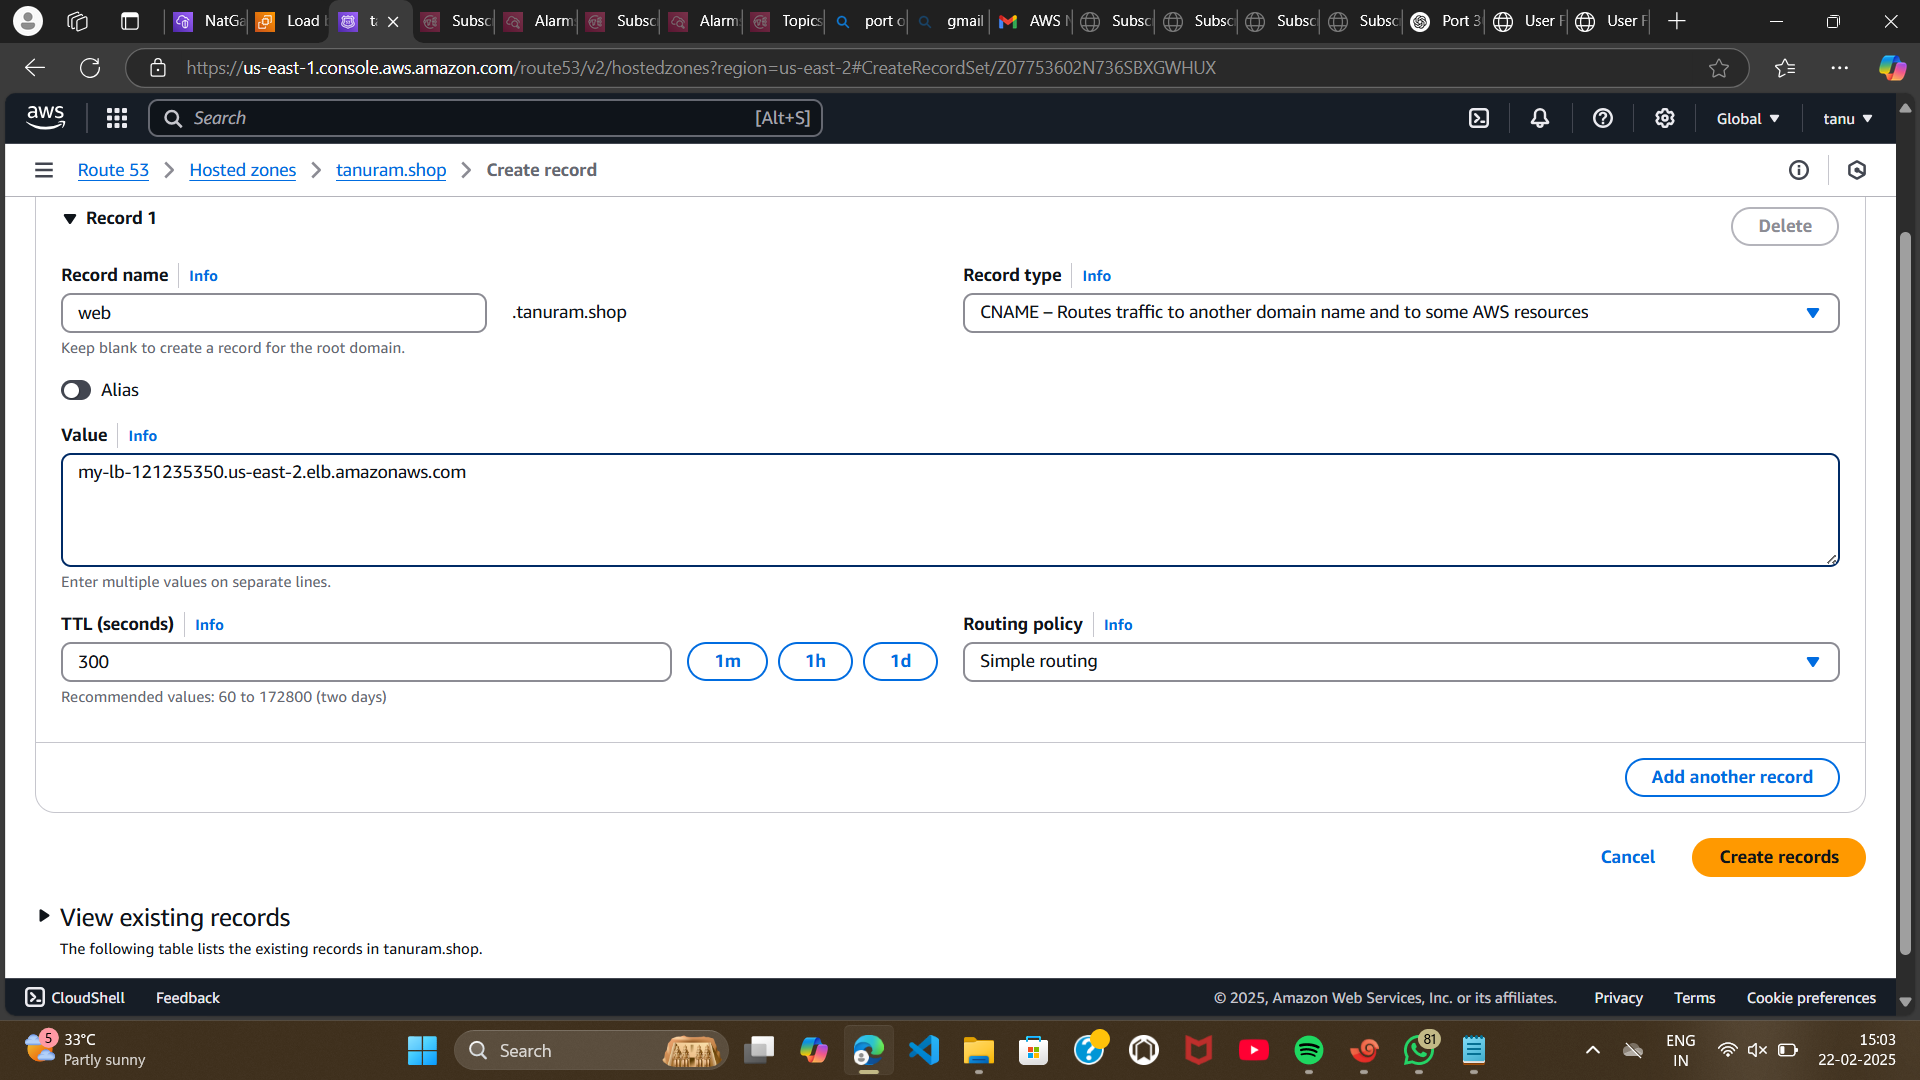 NatGa
Load b
ta
Subsc
Alarm
Subsc
Alarm
Topics
port o
gmail
AWS N
Subsc
Subsc
Subsc
Subsc
Port 3
User F
User F
https://us-east-1.console.aws.amazon.com/route53/v2/hostedzones?region=us-east-2#CreateRecordSet/Z07753602N736SBXGWHUX
aws
Search
[Alt+S]
Global
tanu
Route 53
Hosted zones
tanuram.shop
Create record
Record 1
Delete
Record name
Info
Record type
Info
web
.tanuram.shop
CNAME – Routes traffic to another domain name and to some AWS resources
Keep blank to create a record for the root domain.
Alias
Value
Info
my-lb-121235350.us-east-2.elb.amazonaws.com
Enter multiple values on separate lines.
TTL (seconds)
Info
Routing policy
Info
300
1m
1h
1d
Simple routing
Recommended values: 60 to 172800 (two days)
Add another record
Cancel
Create records
View existing records
The following table lists the existing records in tanuram.shop.
CloudShell
Feedback
© 2025, Amazon Web Services, Inc. or its affiliates.
Privacy
Terms
Cookie preferences
5
33°C
Partly sunny
Search
81
ENG
IN
15:03
22-02-2025